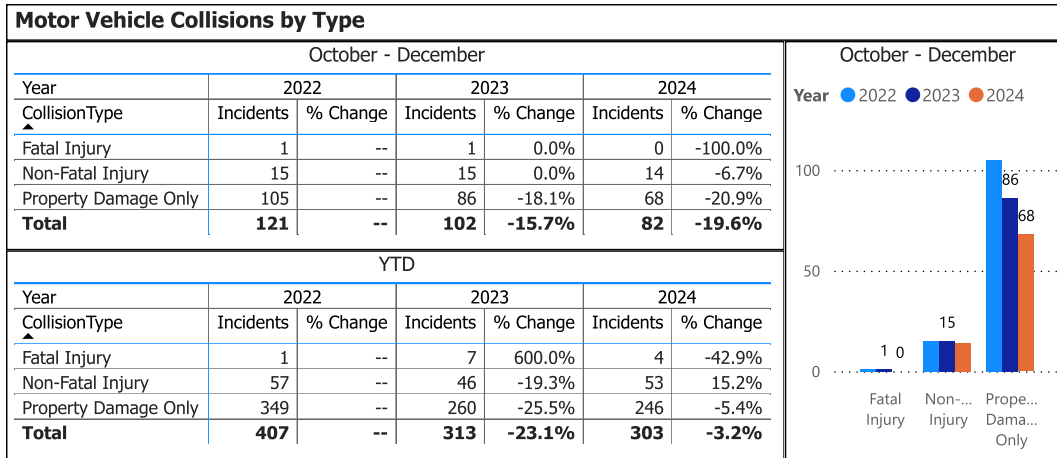 Motor Vehicle Collisions by Type
October - December
Year 2022 2023 2024
CollisionType Incidents % Change Incidents % Change Incidents % Change
Fatal Injury 1 -- 1 0.0% 0 -100.0%
Non-Fatal Injury 15 -- 15 0.0% 14 -6.7%
Property Damage Only 105 -- 86 -18.1% 68 -20.9%
Total 121 -- 102 -15.7% 82 -19.6%
YTD
Year 2022 2023 2024
CollisionType Incidents % Change Incidents % Change Incidents % Change
Fatal Injury 1 -- 7 600.0% 4 -42.9%
Non-Fatal Injury 57 -- 46 -19.3% 53 15.2%
Property Damage Only 349 -- 260 -25.5% 246 -5.4%
Total 407 -- 313 -23.1% 303 -3.2%
October - December
Year 2022 2023 2024
100
86
68
50
15
1 0
0
Fatal Non-... Prope...
Injury Injury Dama...
Only